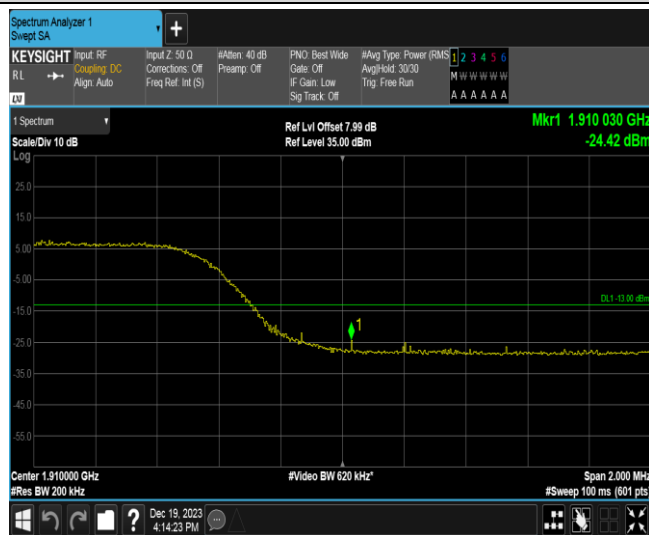 Spectrum Analyzer 1
Swept SA
+
KEYSIGHT
RL
LXI
Input: RF
Coupling: DC
Align: Auto
Input Z: 50 Ω
Corrections: Off
Freq Ref: Int (S)
#Atten: 40 dB
Preamp: Off
PNO: Best Wide
Gate: Off
IF Gain: Low
Sig Track: Off
#Avg Type: Power (RMS
Avg|Hold: 30/30
Trig: Free Run
1 2 3 4 5 6
M W W W W W
A A A A A A
1 Spectrum
Scale/Div 10 dB
Ref Lvl Offset 7.99 dB
Ref Level 35.00 dBm
Mkr1 1.910 030 GHz
-24.42 dBm
Log
25.0
15.0
5.00
-5.00
DL1 -13.00 dBm
-15.0
1
-25.0
-35.0
-45.0
-55.0
Center 1.910000 GHz
#Video BW 620 kHz*
Span 2.000 MHz
#Res BW 200 kHz
#Sweep 100 ms (601 pts)
?
Dec 19, 2023
4:14:23 PM